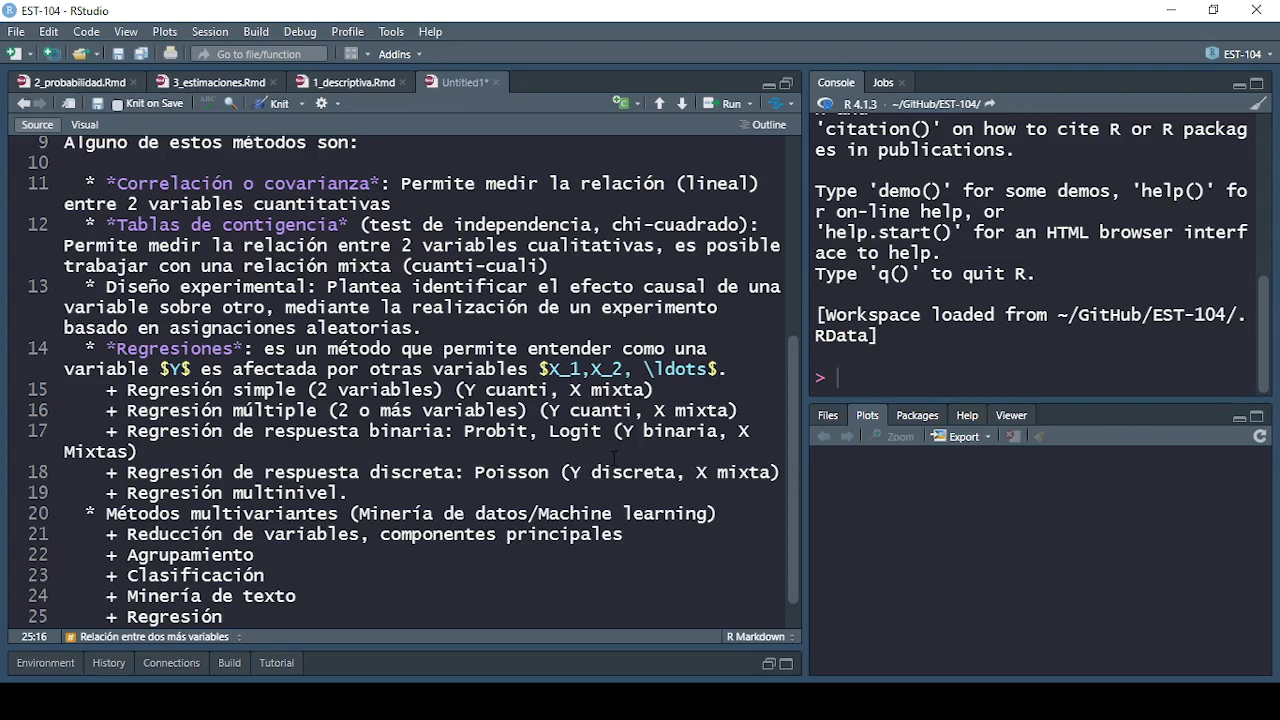 EST-104 - RStudio
File Edit Code View Plots Session Build Debug Profile Tools Help
Go to file/function Addins EST-104
2_probabilidad.Rmd 3_estimaciones.Rmd 1_descriptiva.Rmd Untitled1*
Knit on Save ABC Knit Run
Source Visual Outline
9 Alguno de estos métodos son:
10
11 * *Correlación o covarianza*: Permite medir la relación (lineal)
entre 2 variables cuantitativas
12 * *Tablas de contigencia* (test de independencia, chi-cuadrado):
Permite medir la relación entre 2 variables cualitativas, es posible
trabajar con una relación mixta (cuanti-cuali)
13 * Diseño experimental: Plantea identificar el efecto causal de una
variable sobre otro, mediante la realización de un experimento
basado en asignaciones aleatorias.
14 * *Regresiones*: es un método que permite entender como una
variable $Y$ es afectada por otras variables $X_1,X_2, \ldots$.
15 + Regresión simple (2 variables) (Y cuanti, X mixta)
16 + Regresión múltiple (2 o más variables) (Y cuanti, X mixta)
17 + Regresión de respuesta binaria: Probit, Logit (Y binaria, X
Mixtas)
18 + Regresión de respuesta discreta: Poisson (Y discreta, X mixta)
19 + Regresión multinivel.
20 * Métodos multivariantes (Minería de datos/Machine learning)
21 + Reducción de variables, componentes principales
22 + Agrupamiento
23 + Clasificación
24 + Minería de texto
25 + Regresión
25:16 # Relación entre dos más variables R Markdown
Environment History Connections Build Tutorial
Console Jobs
R 4.1.3 · ~/GitHub/EST-104/
'citation()' on how to cite R or R packag
es in publications.
Type 'demo()' for some demos, 'help()' fo
r on-line help, or
'help.start()' for an HTML browser interf
ace to help.
Type 'q()' to quit R.
[Workspace loaded from ~/GitHub/EST-104/.
RData]
>
Files Plots Packages Help Viewer
Zoom Export